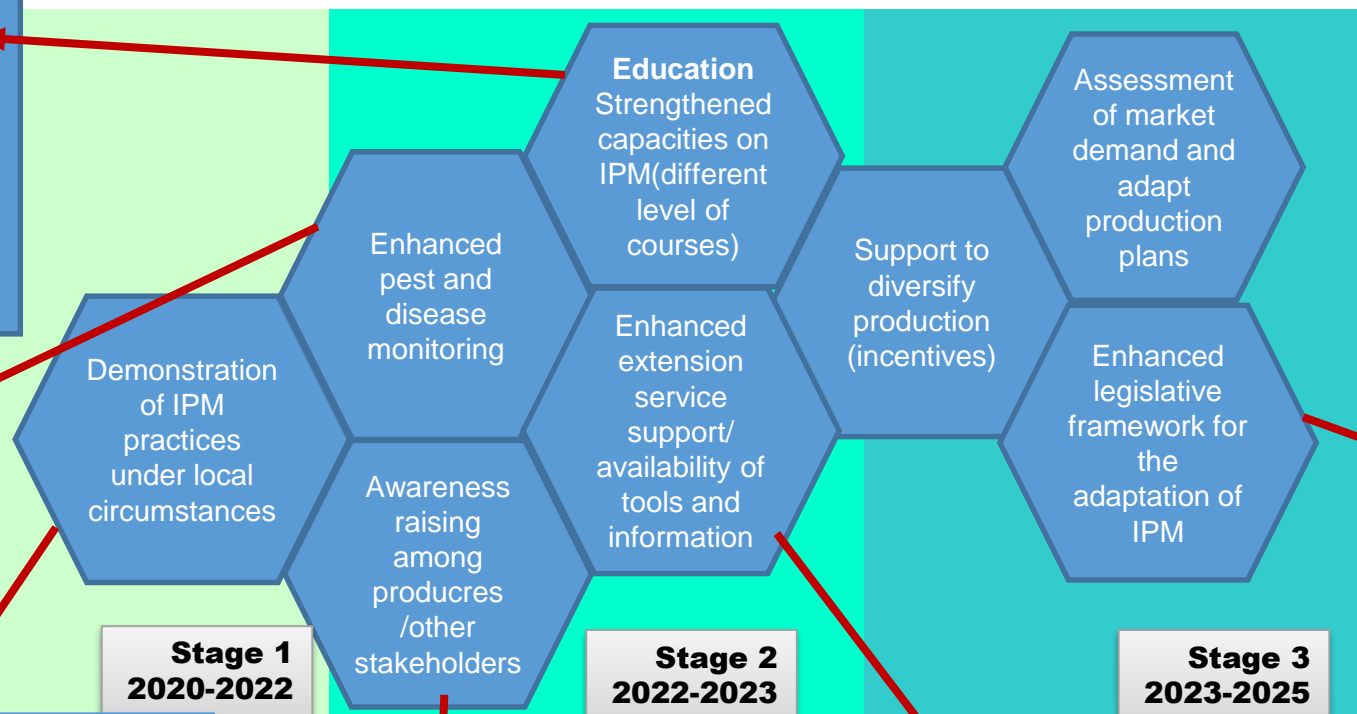 Education
Strengthened
capacities on
IPM(different
level of
courses)
Assessment
of market
demand and
adapt
production
plans
Enhanced
pest and
disease
monitoring
Support to
diversify
production
(incentives)
Demonstration
of IPM
practices
under local
circumstances
Enhanced
extension
service
support/
availability of
tools and
information
Enhanced
legislative
framework for
the
adaptation of
IPM
Awareness
raising
among
producres
/other
stakeholders
Stage 1
2020-2022
Stage 2
2022-2023
Stage 3
2023-2025